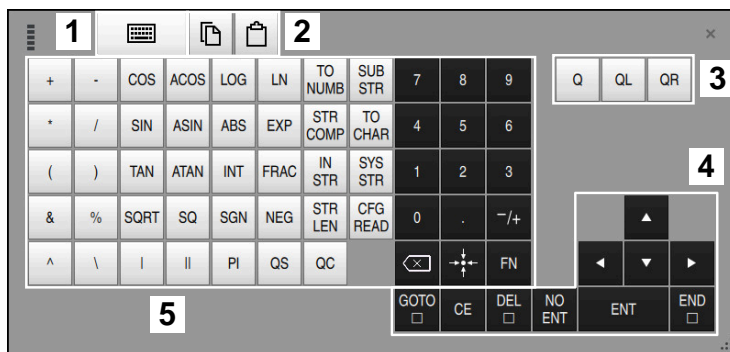 1 2 ×
+ - COS ACOS LOG LN TO NUMB SUB STR 7 8 9 Q QL QR 3
* / SIN ASIN ABS EXP STR COMP TO CHAR 4 5 6
( ) TAN ATAN INT FRAC IN STR SYS STR 1 2 3 4
& % SQRT SQ SGN NEG STR LEN CFG READ 0 . −/+ ▲
^ \ | || PI QS QC FN ◀ ▼ ▶
5 GOTO □ CE DEL □ NO ENT ENT END □